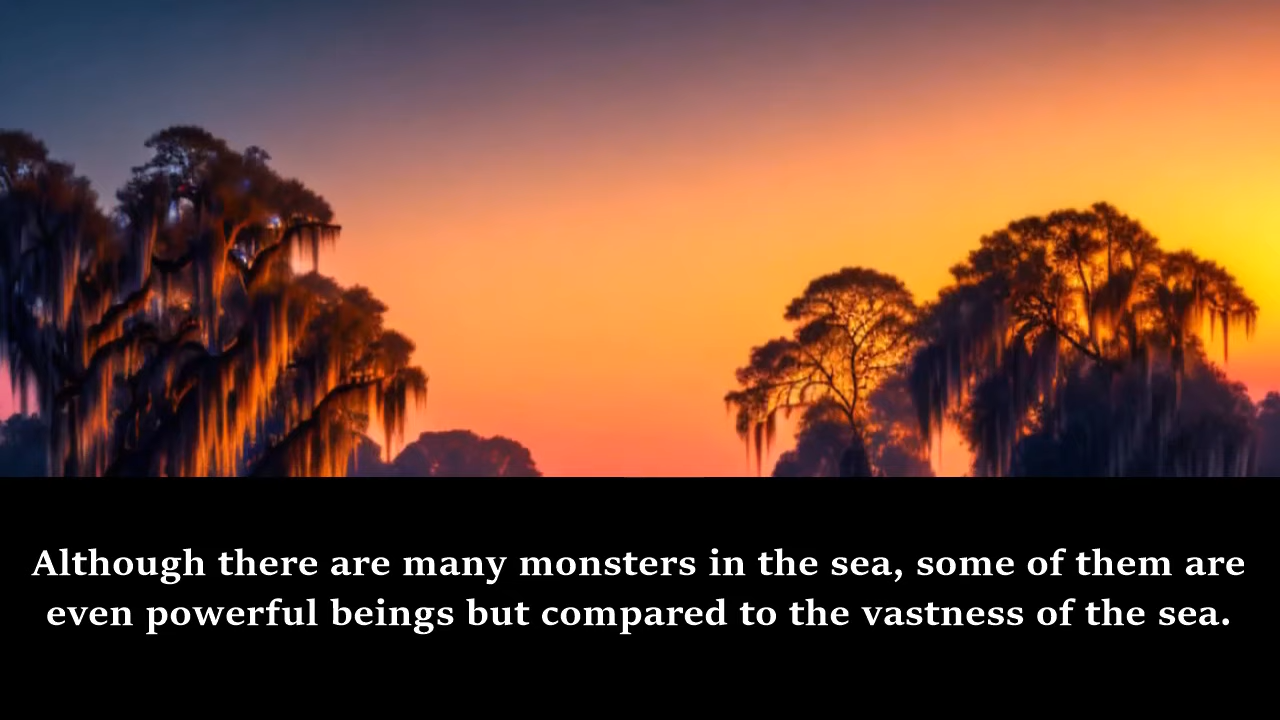 Although there are many monsters in the sea, some of them are
even powerful beings but compared to the vastness of the sea.